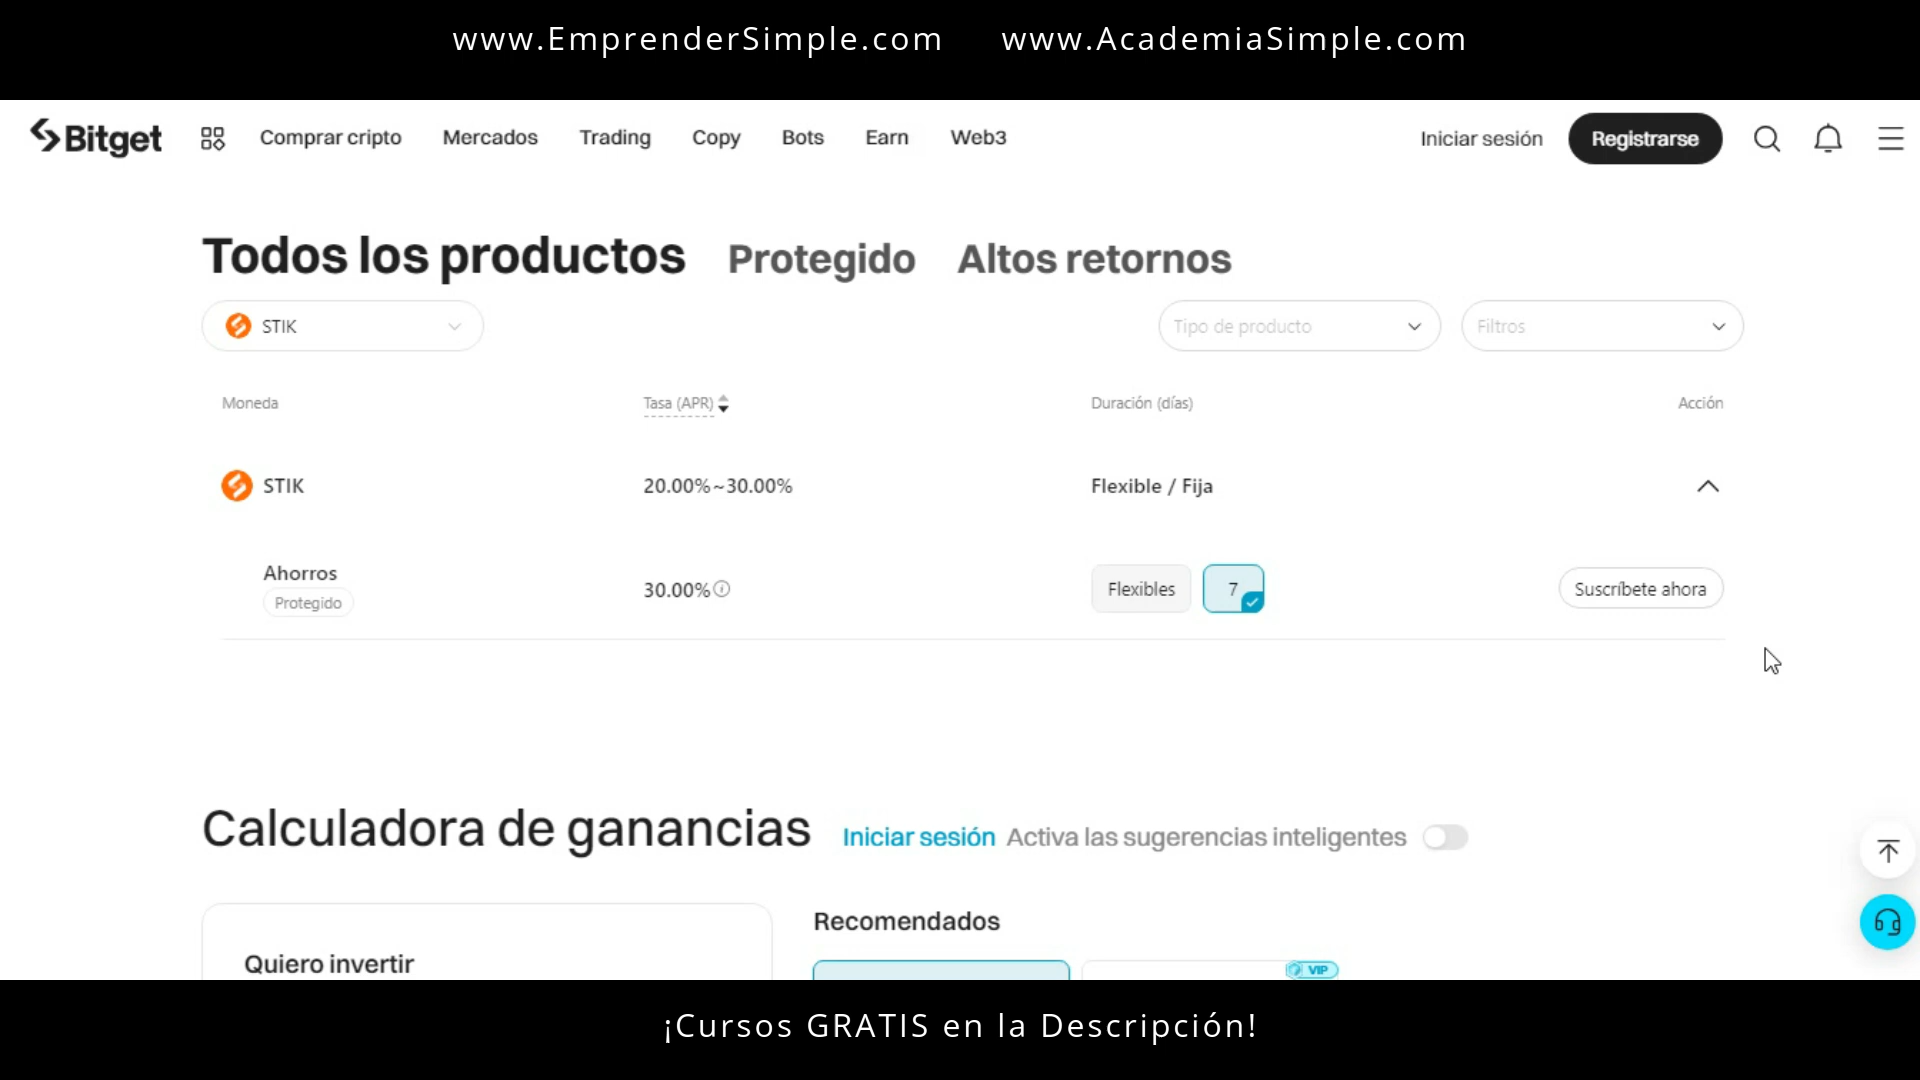 www.EmprenderSimple.com www.AcademiaSimple.com
Bitget Comprar cripto Mercados Trading Copy Bots Earn Web3 Iniciar sesión Registrarse
Todos los productos Protegido Altos retornos
STIK Tipo de producto Filtros
Moneda Tasa (APR) Duración (días) Acción
STIK 20.00%~30.00% Flexible / Fija
Ahorros
Protegido
30.00% Flexibles 7 Suscríbete ahora
Calculadora de ganancias Iniciar sesión Activa las sugerencias inteligentes
Recomendados
Quiero invertir
VIP
¡Cursos GRATIS en la Descripción!